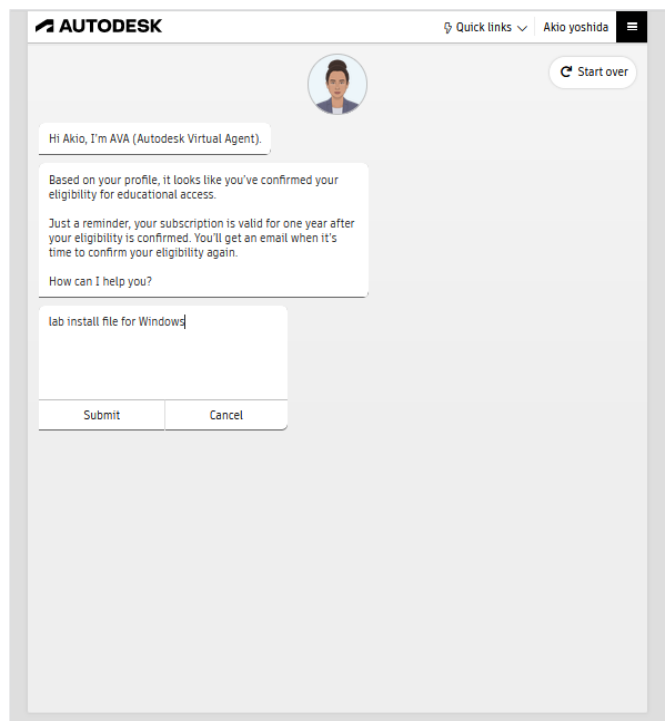 AUTODESK
Quick links
Akio yoshida
Start over
Hi Akio, I'm AVA (Autodesk Virtual Agent).
Based on your profile, it looks like you've confirmed your
eligibility for educational access.
Just a reminder, your subscription is valid for one year after
your eligibility is confirmed. You'll get an email when it's
time to confirm your eligibility again.
How can I help you?
lab install file for Windows
Submit
Cancel